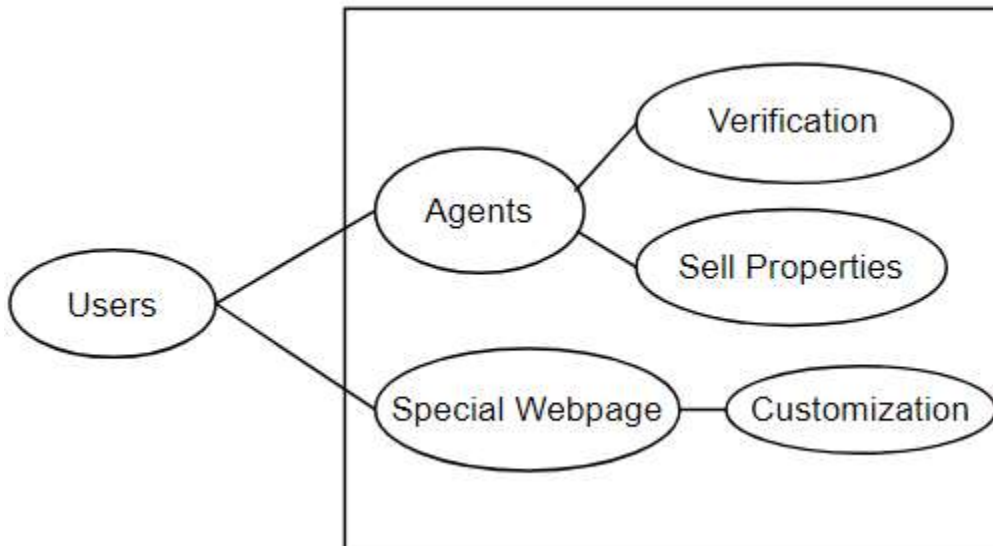 Verification
Agents
Sell Properties
Users
Special Webpage
Customization